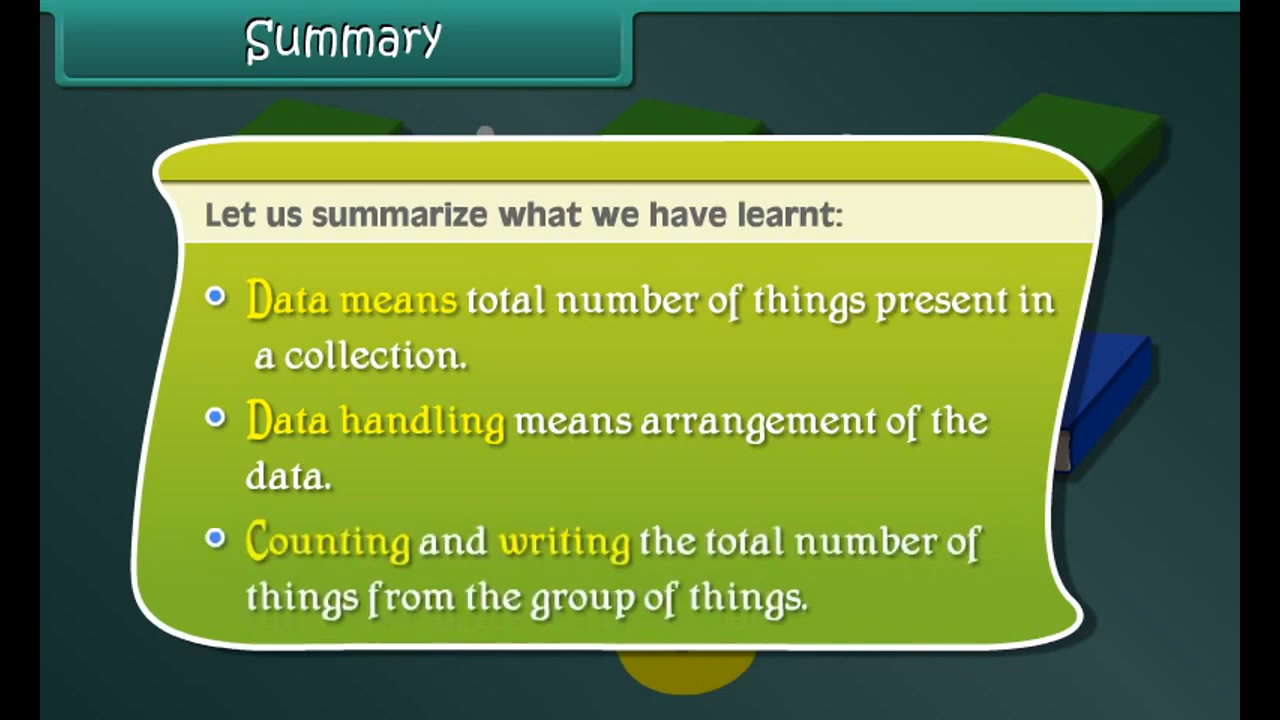 Summary
Let us summarize what we have learnt:
Data means total number of things present in
a collection.
Data handling means arrangement of the
data.
Counting and writing the total number of
things from the group of things.